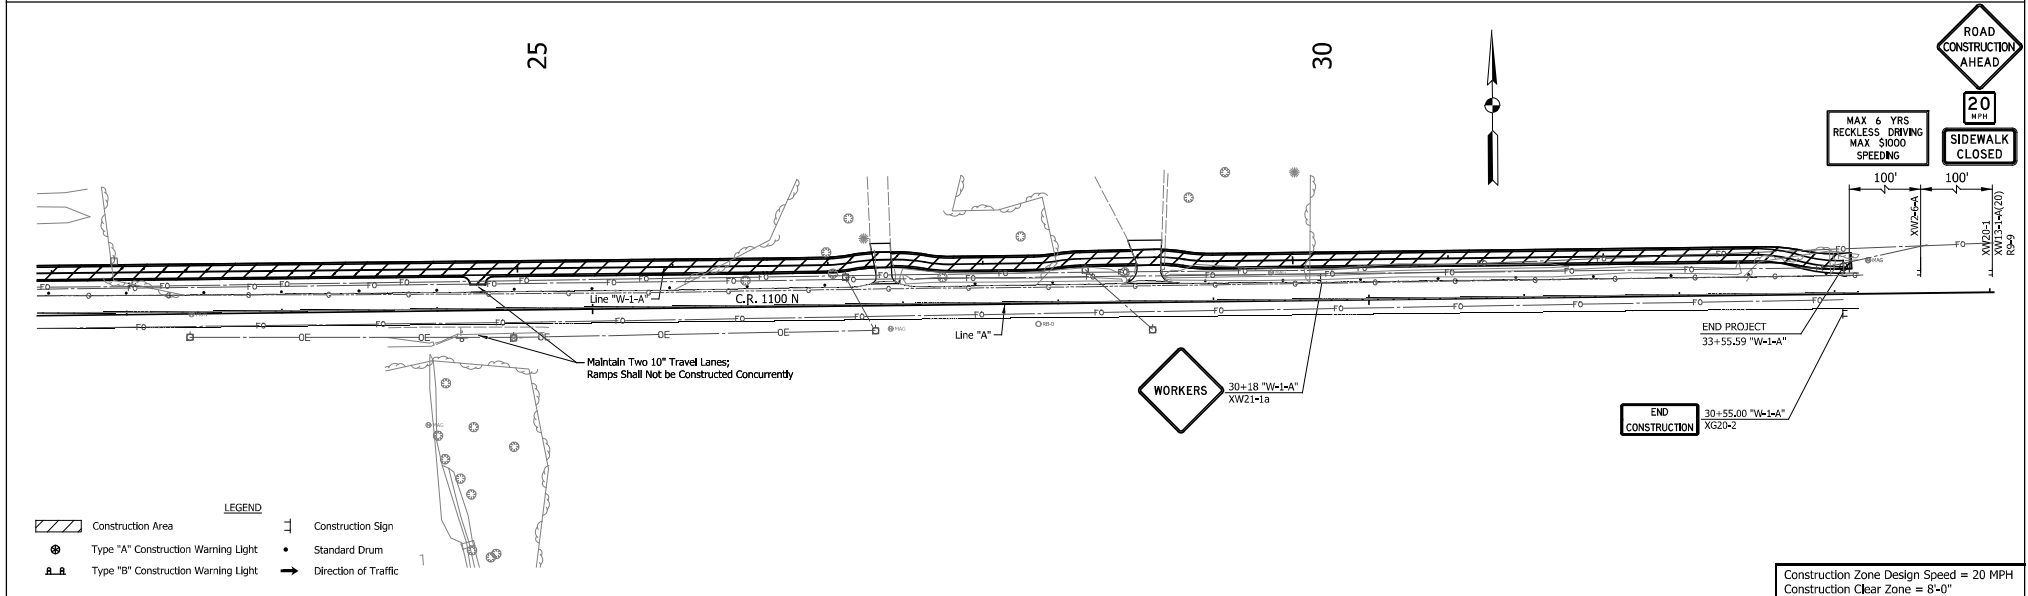 25
30
ROAD
CONSTRUCTION
AHEAD
20
MPH
MAX 6 YRS
RECKLESS DRIVING
MAX $1000
SPEEDING
SIDEWALK
CLOSED
100'
100'
XW2-6-A
XW20-1
XW13-1-A(20)
R9-9
Line "W-1-A"
C.R. 1100 N
Line "A"
OE
OE
OE
OE
Maintain Two 10" Travel Lanes;
Ramps Shall Not be Constructed Concurrently
WORKERS
30+18 "W-1-A"
XW21-1a
END PROJECT
33+55.59 "W-1-A"
END
CONSTRUCTION
30+55.00 "W-1-A"
XG20-2
LEGEND
Construction Area
Construction Sign
Type "A" Construction Warning Light
Standard Drum
Type "B" Construction Warning Light
Direction of Traffic
Construction Zone Design Speed = 20 MPH
Construction Clear Zone = 8'-0"